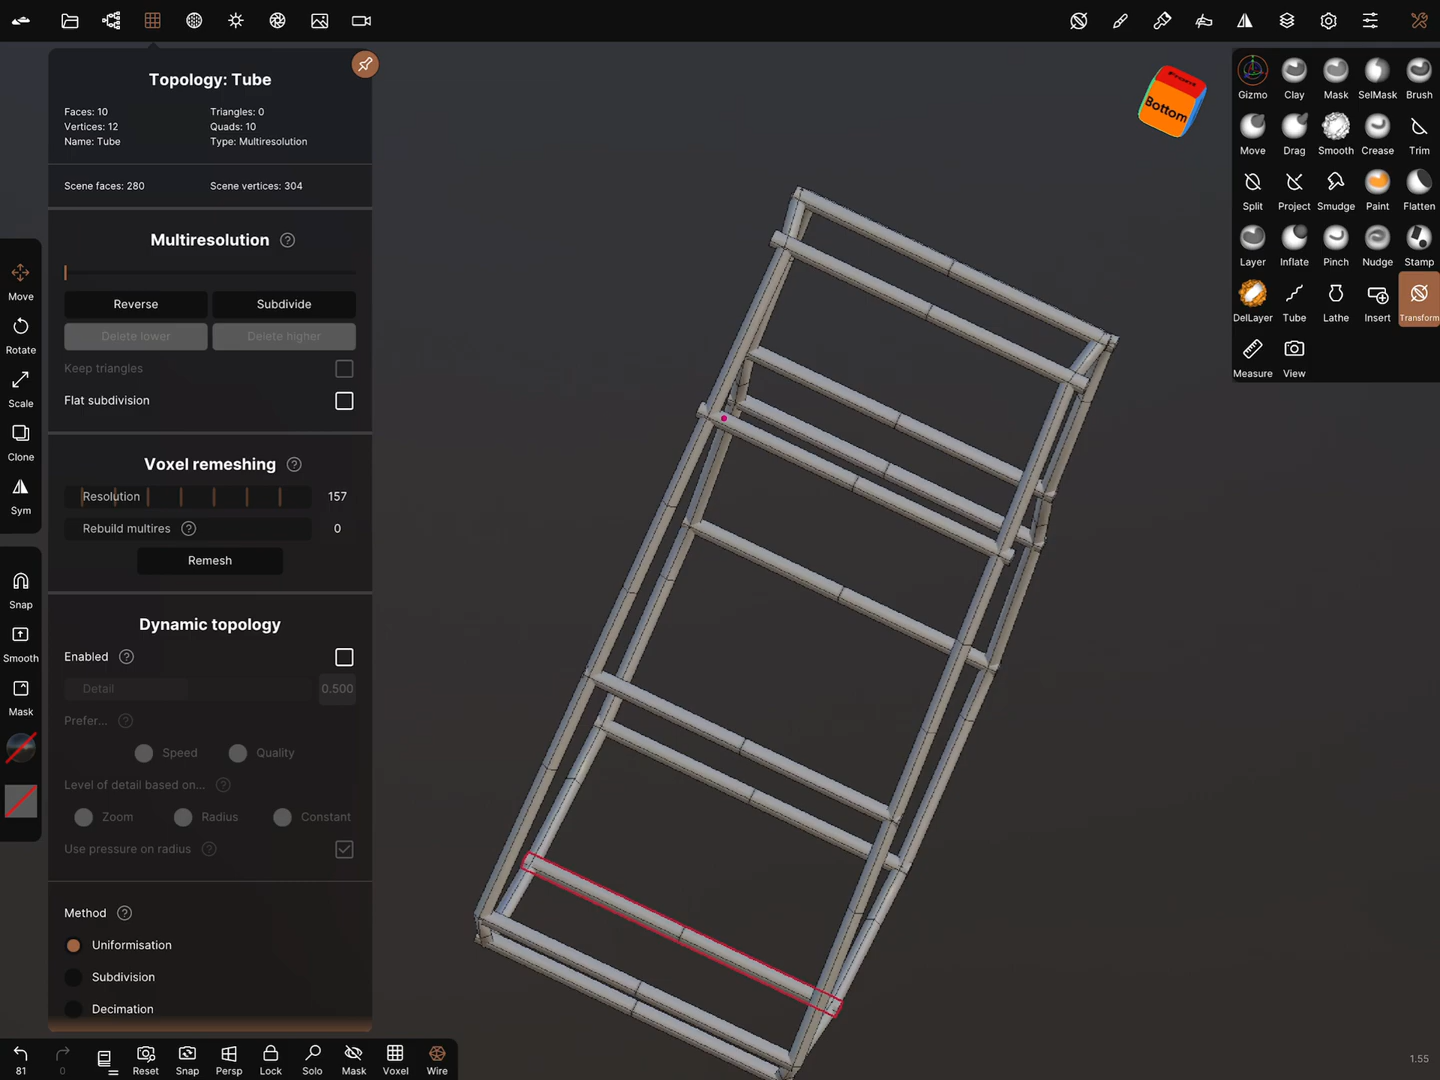 Topology: Tube
Faces: 10
Triangles: 0
Vertices: 12
Quads: 10
Name: Tube
Type: Multiresolution
Scene faces: 280
Scene vertices: 304
Multiresolution
Reverse
Subdivide
Delete lower
Delete higher
Keep triangles
Flat subdivision
Voxel remeshing
Resolution
157
Rebuild multires
0
Remesh
Dynamic topology
Enabled
Detail
0.500
Prefer...
Speed
Quality
Level of detail based on...
Zoom
Radius
Constant
Use pressure on radius
Method
Uniformisation
Subdivision
Decimation
Move
Rotate
Scale
Clone
Sym
Snap
Smooth
Mask
81
0
Reset
Snap
Persp
Lock
Solo
Mask
Voxel
Wire
Bottom
Gizmo
Clay
Mask
SelMask
Brush
Move
Drag
Smooth
Crease
Trim
Split
Project
Smudge
Paint
Flatten
Layer
Inflate
Pinch
Nudge
Stamp
DelLayer
Tube
Lathe
Insert
Transform
Measure
View
1.55